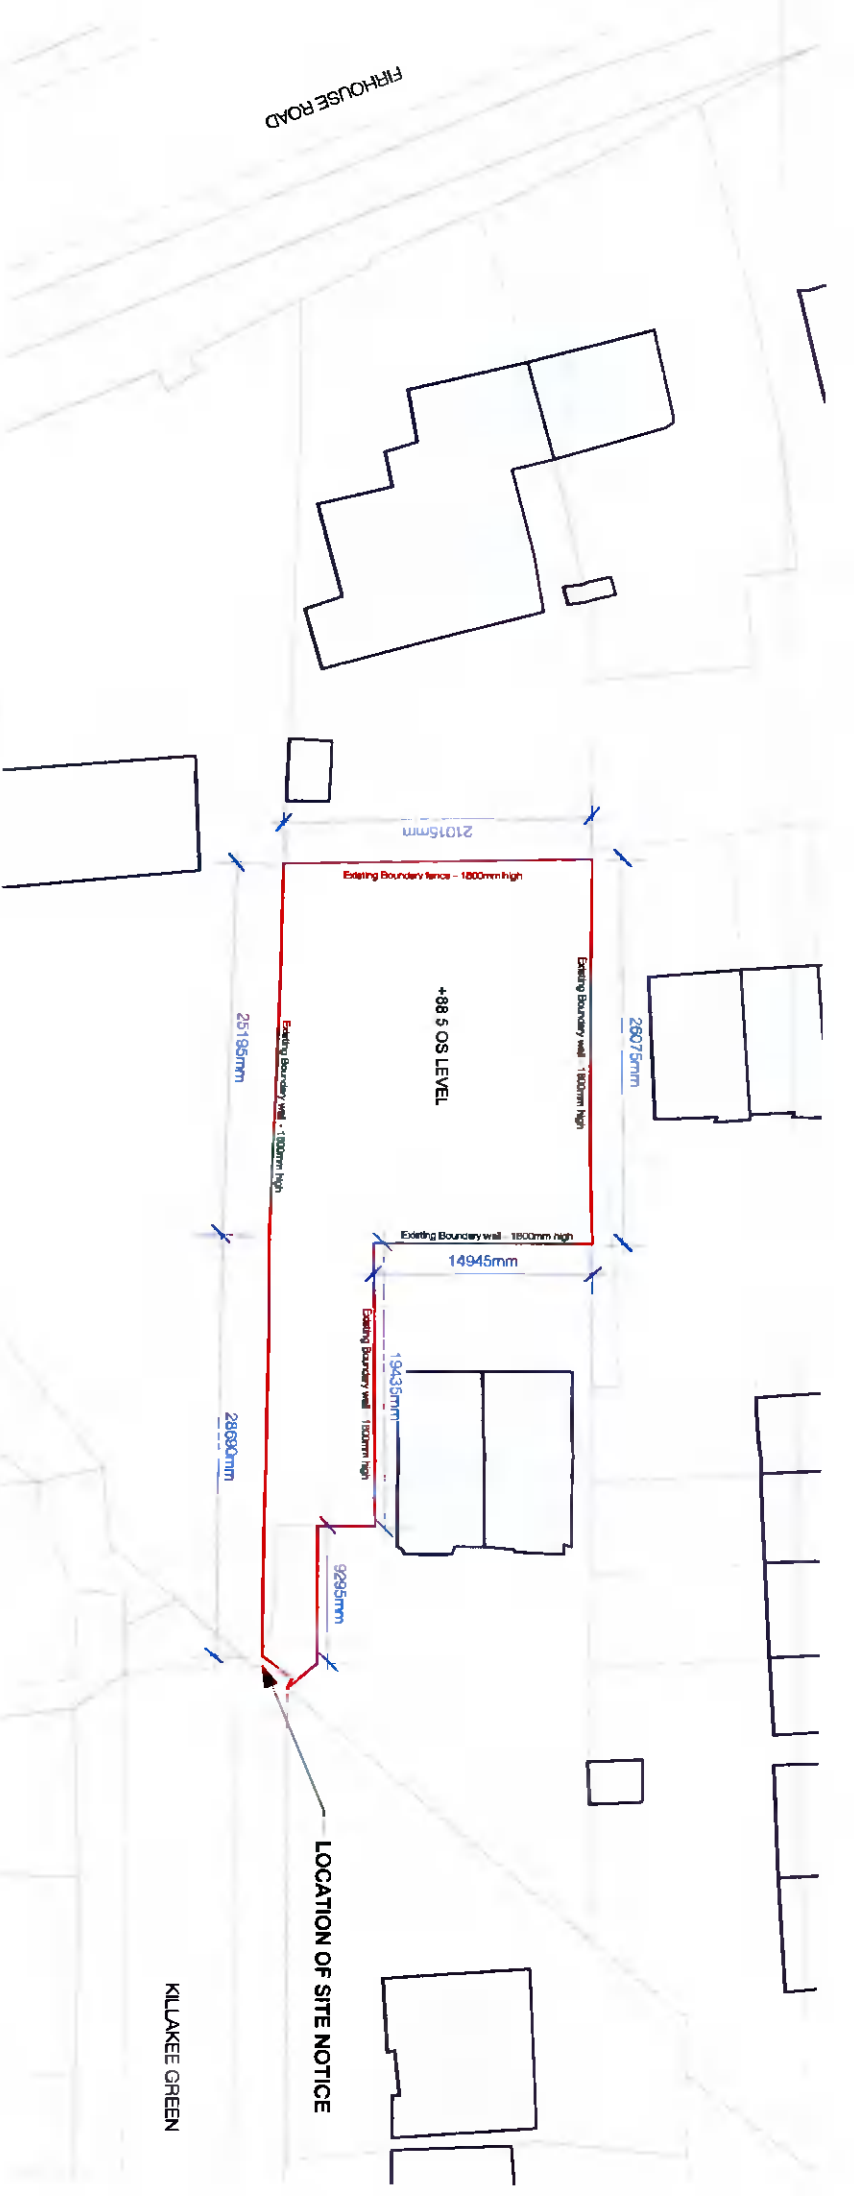 FIRHOUSE ROAD
21015mm
Existing Boundary fence - 1800mm high
Existing Boundary wall - 1800mm high
26075mm
+88 5 OS LEVEL
25195mm
Existing Boundary wall - 1800mm high
Existing Boundary wall - 1800mm high
14945mm
Existing Boundary wall - 1800mm high
19435mm
28690mm
9295mm
LOCATION OF SITE NOTICE
KILLAKEE GREEN